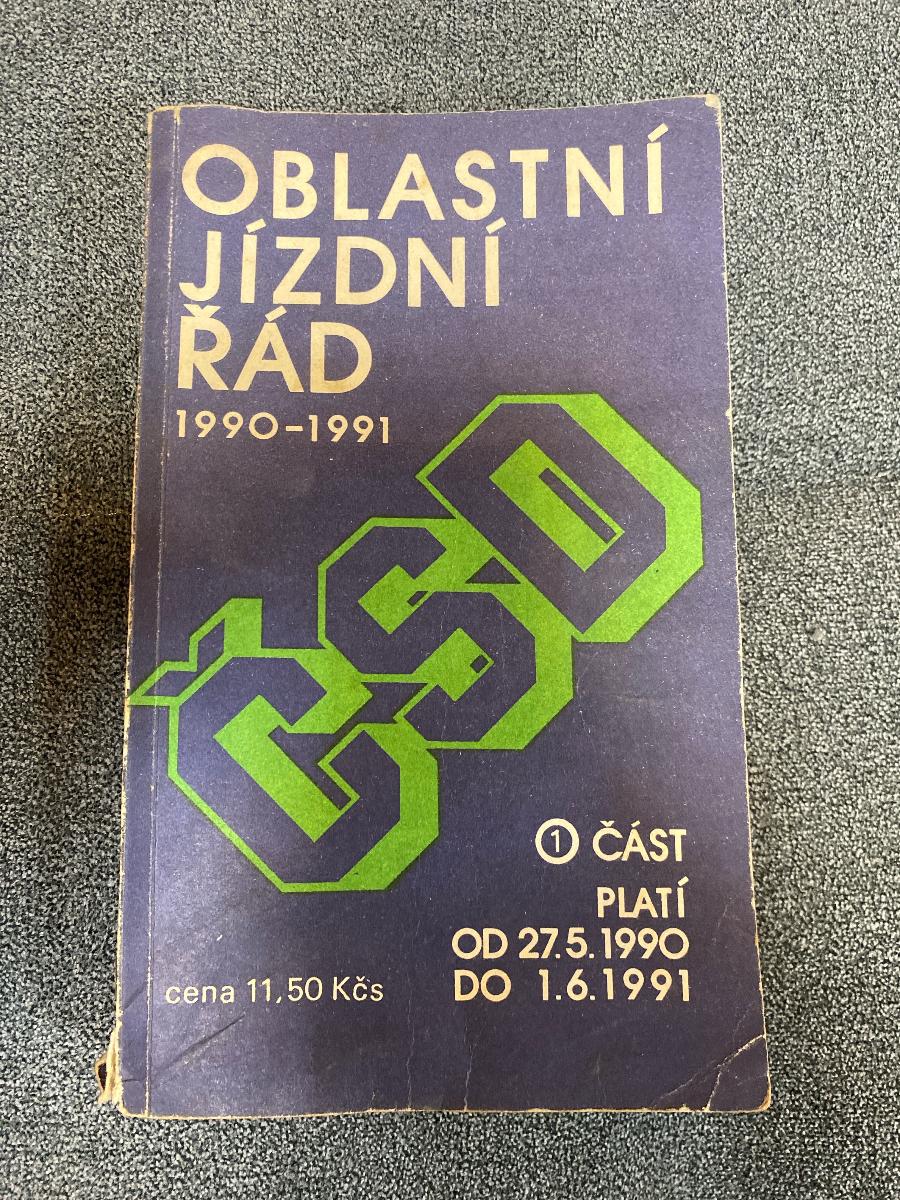 OBLASTNÍ
JÍZDNÍ
ŘÁD
1990-1991
ČSD
1 ČÁST
PLATÍ
OD 27.5.1990
DO 1.6.1991
cena 11,50 Kčs